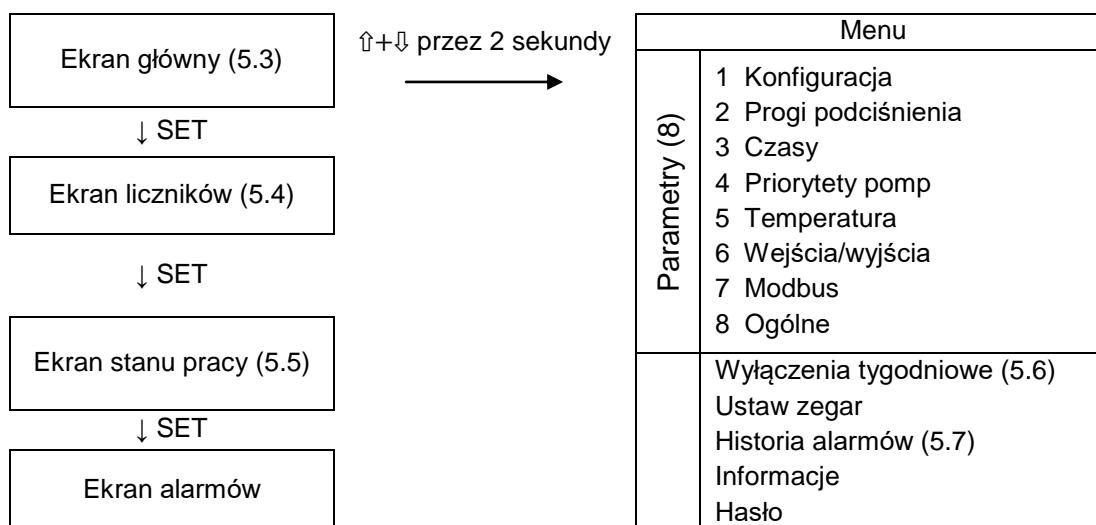 Ekran główny (5.3)
↓ SET
Ekran liczników (5.4)
↓ SET
Ekran stanu pracy (5.5)
↓ SET
Ekran alarmów
⇧+⇩ przez 2 sekundy
Menu
Parametry (8)
1 Konfiguracja
2 Progi podciśnienia
3 Czasy
4 Priorytety pomp
5 Temperatura
6 Wejścia/wyjścia
7 Modbus
8 Ogólne
Wyłączenia tygodniowe (5.6)
Ustaw zegar
Historia alarmów (5.7)
Informacje
Hasło